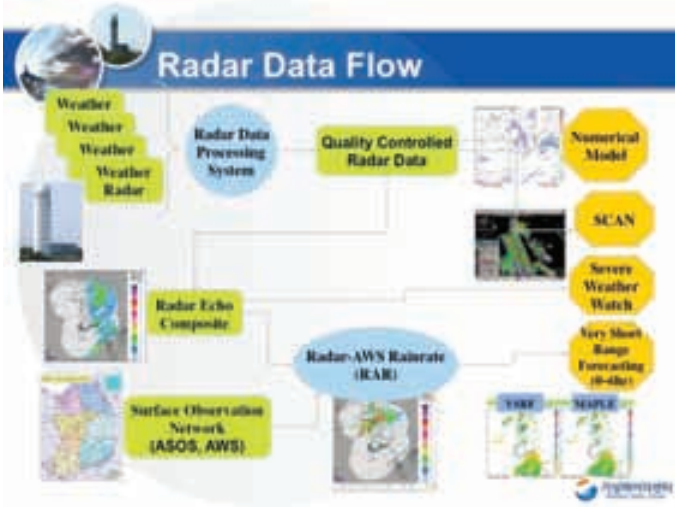 Radar Data Flow
Weather
Weather
Weather
Weather
Radar
Radar Data
Processing
System
Quality Controlled
Radar Data
Numerical
Model
SCAN
Severe
Weather
Watch
Radar Echo
Composite
Radar-AWS Rainrate
(RAR)
Very Short
Range
Forecasting
(0~6hr)
Surface Observation
Network
(ASOS, AWS)
VSRF
MAPLE